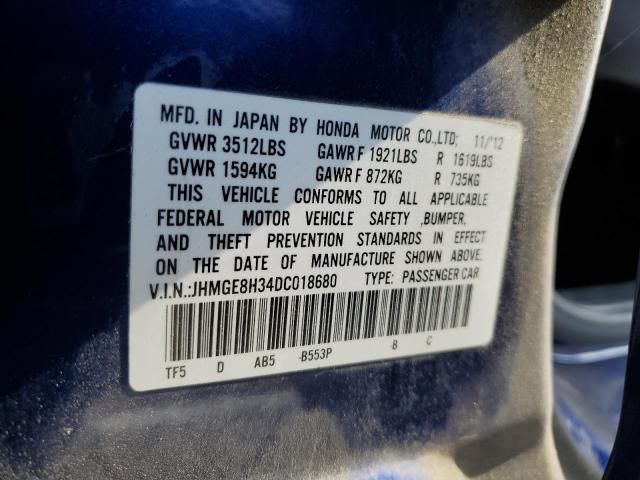 MFD. IN JAPAN BY HONDA MOTOR CO.,LTD; 11/'12
GVWR 3512LBS GAWR F 1921LBS R 1619LBS
GVWR 1594KG GAWR F 872KG R 735KG
THIS VEHICLE CONFORMS TO ALL APPLICABLE
FEDERAL MOTOR VEHICLE SAFETY ,BUMPER,
AND THEFT PREVENTION STANDARDS IN EFFECT
ON THE DATE OF MANUFACTURE SHOWN ABOVE.
V.I.N.:JHMGE8H34DC018680 TYPE: PASSENGER CAR
TF5 D AB5 -B553P -B -C